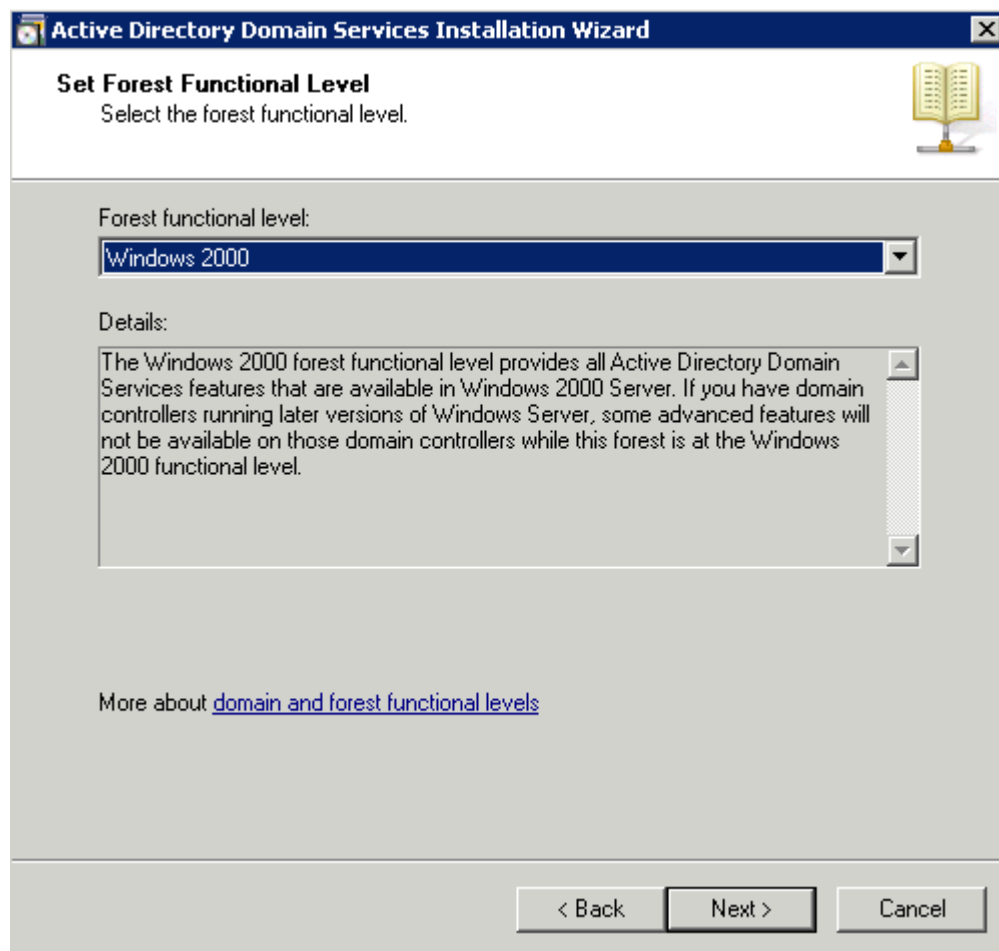 Active Directory Domain Services Installation Wizard
Set Forest Functional Level
Select the forest functional level.
Forest functional level:
Windows 2000
Details:
The Windows 2000 forest functional level provides all Active Directory Domain
Services features that are available in Windows 2000 Server. If you have domain
controllers running later versions of Windows Server, some advanced features will
not be available on those domain controllers while this forest is at the Windows
2000 functional level.
More about domain and forest functional levels
< Back
Next >
Cancel